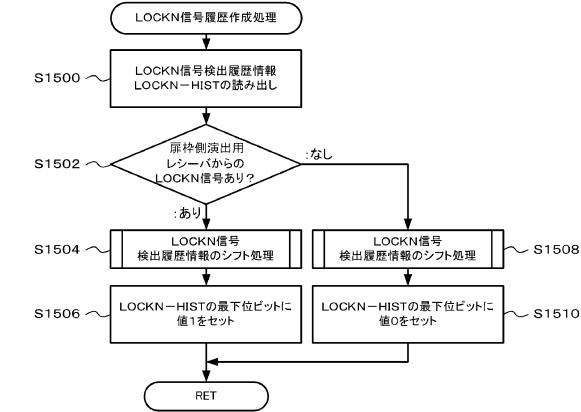 LOCKN信号履歴作成処理
S1500
LOCKN信号検出履歴情報
LOCKN－HISTの読み出し
S1502
扉枠側演出用
レシーバからの
LOCKN信号あり？
：なし
：あり
S1504
LOCKN信号
検出履歴情報のシフト処理
LOCKN信号
検出履歴情報のシフト処理
S1508
S1506
LOCKN－HISTの最下位ビットに
値1をセット
LOCKN－HISTの最下位ビットに
値0をセット
S1510
RET